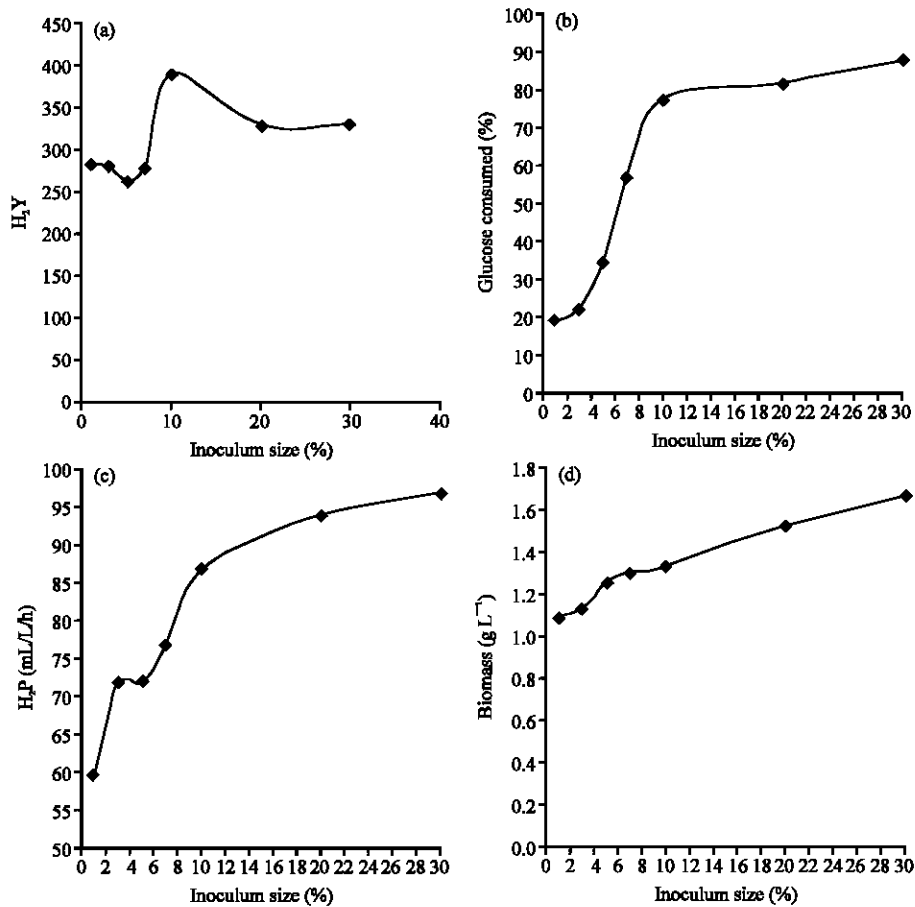 (a)
450
400
350
300
250
300
350
400
450
0
H₂Y
0 10 20 30 40
Inoculum size (%)
(b)
100
90
80
70
60
50
40
30
20
10
0
Glucose consumed (%)
0 2 4 6 8 10 12 14 16 18 20 22 24 26 28 30
Inoculum size (%)
(c)
100
95
90
85
80
75
70
65
60
55
50
H₂P (mL/L/h)
0 2 4 6 8 10 12 14 16 18 20 22 24 26 28 30
Inoculum size (%)
(d)
1.8
1.6
1.4
1.2
1.0
0.8
0.6
0.4
0.2
0.0
Biomass (g L⁻¹)
0 2 4 6 8 10 12 14 16 18 20 22 24 26 28 30
Inoculum size (%)